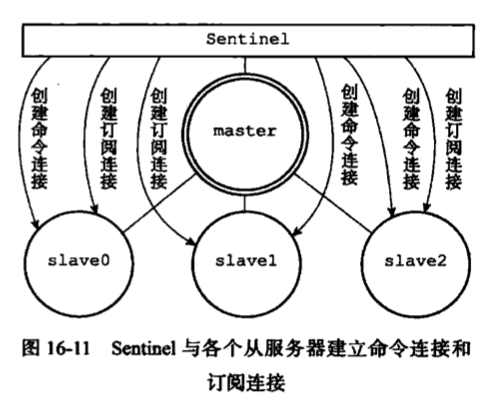 Sentinel
创建命令连接
创建订阅连接
创建订阅连接
master
创建命令连接
创建命令连接
创建订阅连接
slave0
slave1
slave2
图 16-11 Sentinel 与各个从服务器建立命令连接和
订阅连接